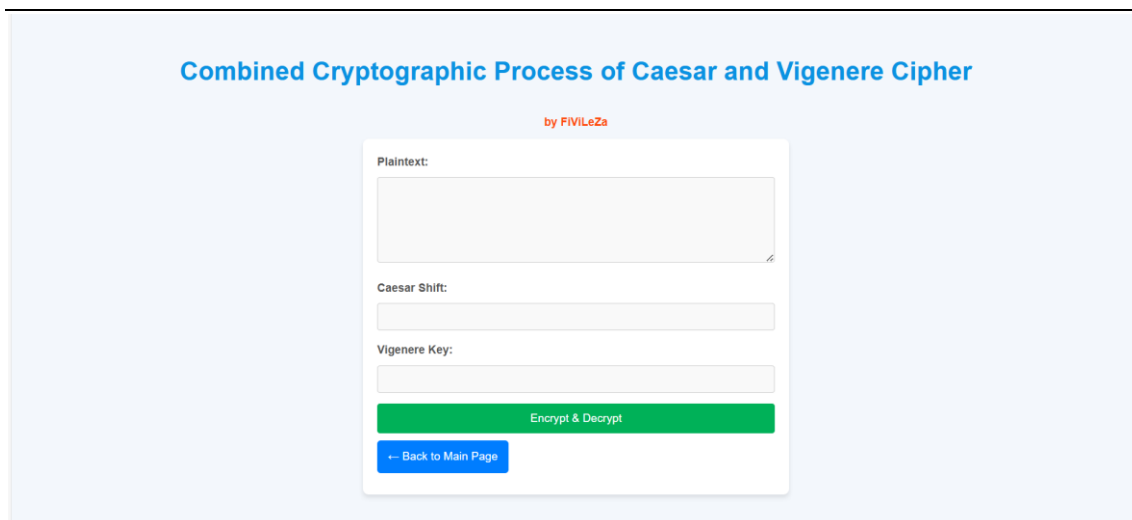 Combined Cryptographic Process of Caesar and Vigenere Cipher
by FiViLeZa
Plaintext:
Caesar Shift:
Vigenere Key:
Encrypt & Decrypt
← Back to Main Page